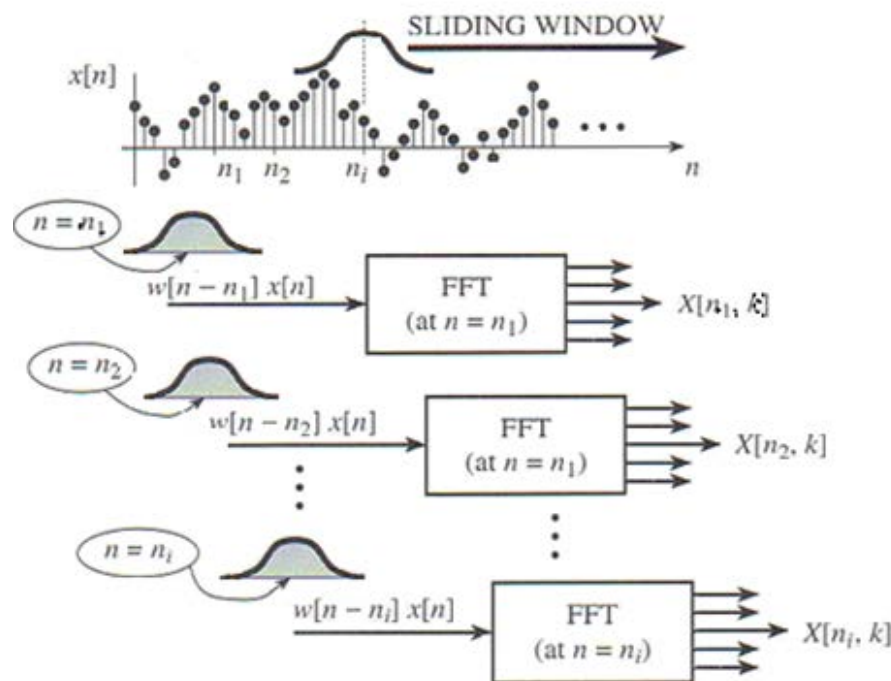 SLIDING WINDOW
x[n]
n₁ n₂ nᵢ n
n = n₁
w[n − n₁] x[n]
FFT
(at n = n₁)
X[n₁, k]
n = n₂
w[n − n₂] x[n]
FFT
(at n = n₁)
X[n₂, k]
n = nᵢ
w[n − nᵢ] x[n]
FFT
(at n = nᵢ)
X[nᵢ, k]